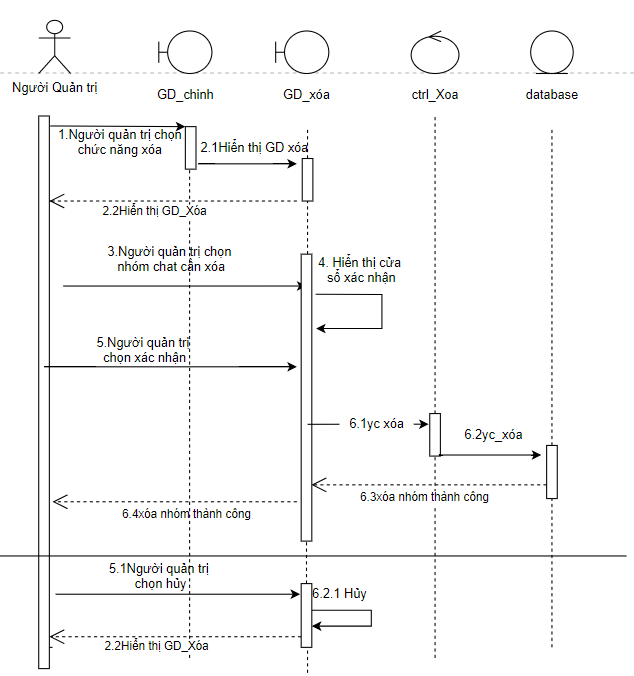 Người Quản trị
GD_chinh
GD_xóa
ctrl_Xoa
database
1.Người quản trị chọn
chức năng xóa
2.1Hiển thị GD xóa
2.2Hiển thị GD_Xóa
3.Người quản trị chọn
nhóm chat cần xóa
4. Hiển thị cửa
sổ xác nhận
5.Người quản trị
chọn xác nhận
6.1yc xóa
6.2yc_xóa
6.3xóa nhóm thành công
6.4xóa nhóm thành công
5.1Người quản trị
chọn hủy
6.2.1 Hủy
2.2Hiển thị GD_Xóa